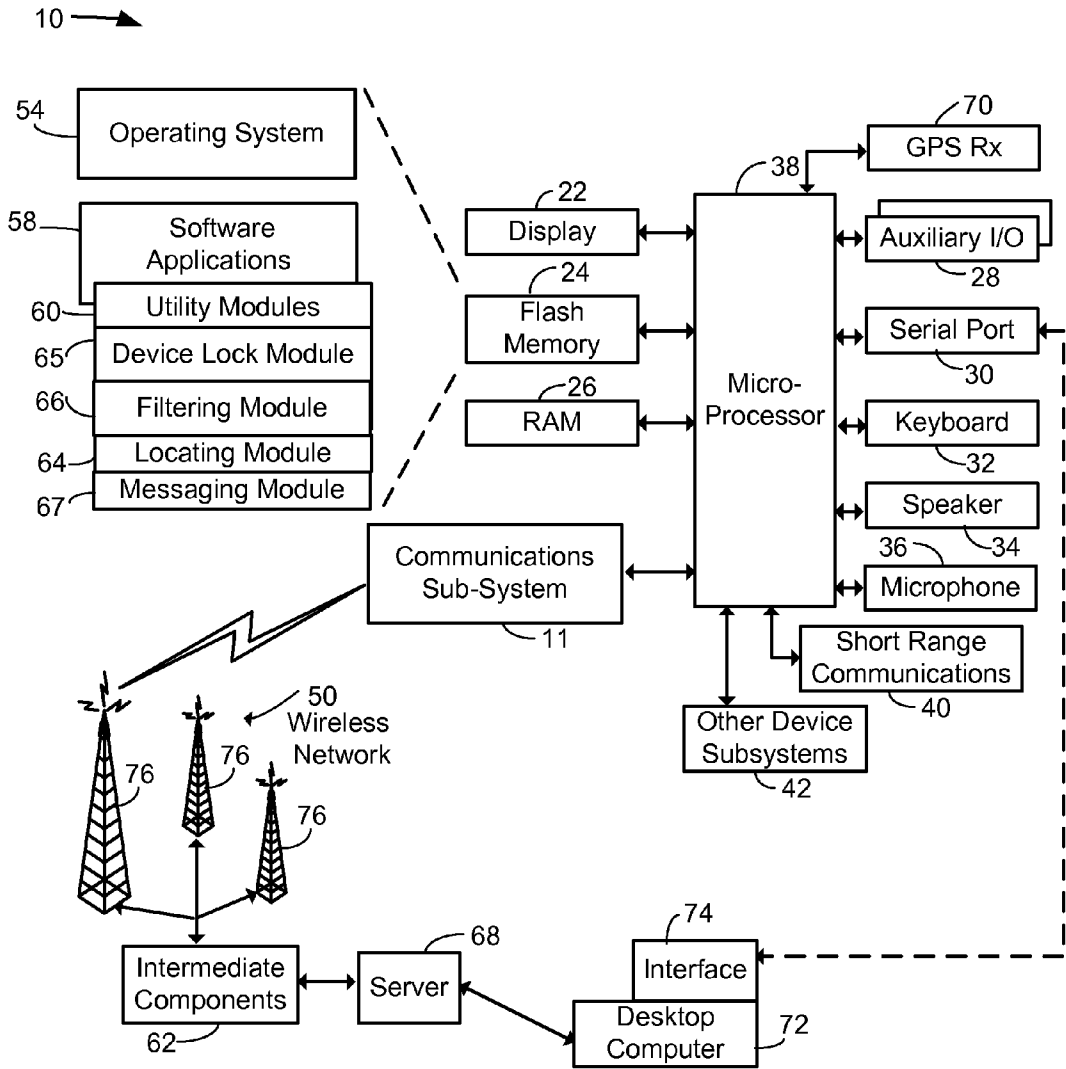 10
54
Operating System
58
Software
Applications
60
Utility Modules
65
Device Lock Module
66
Filtering Module
64
Locating Module
67
Messaging Module
22
Display
24
Flash
Memory
26
RAM
38
Micro-
Processor
70
GPS Rx
Auxiliary I/O
28
Serial Port
30
Keyboard
32
Speaker
34
36
Microphone
Communications
Sub-System
11
Short Range
Communications
40
Other Device
Subsystems
42
50
Wireless
Network
76
76
76
Intermediate
Components
62
68
Server
74
Interface
Desktop
Computer
72